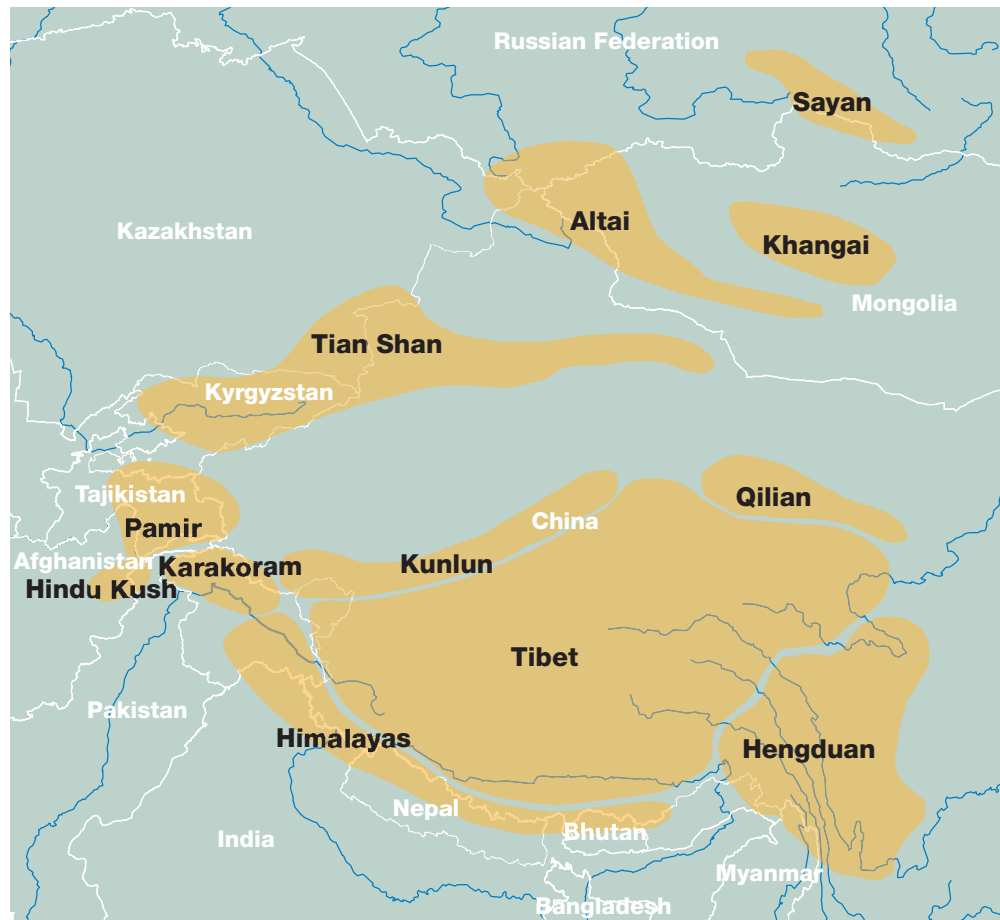 Russian Federation
Sayan
Altai
Kazakhstan
Khangai
Mongolia
Tian Shan
Kyrgyzstan
Tajikistan
Qilian
Pamir
China
Afghanistan
Karakoram
Kunlun
Hindu Kush
Tibet
Pakistan
Himalayas
Hengduan
Nepal
Bhutan
India
Myanmar
Bangladesh